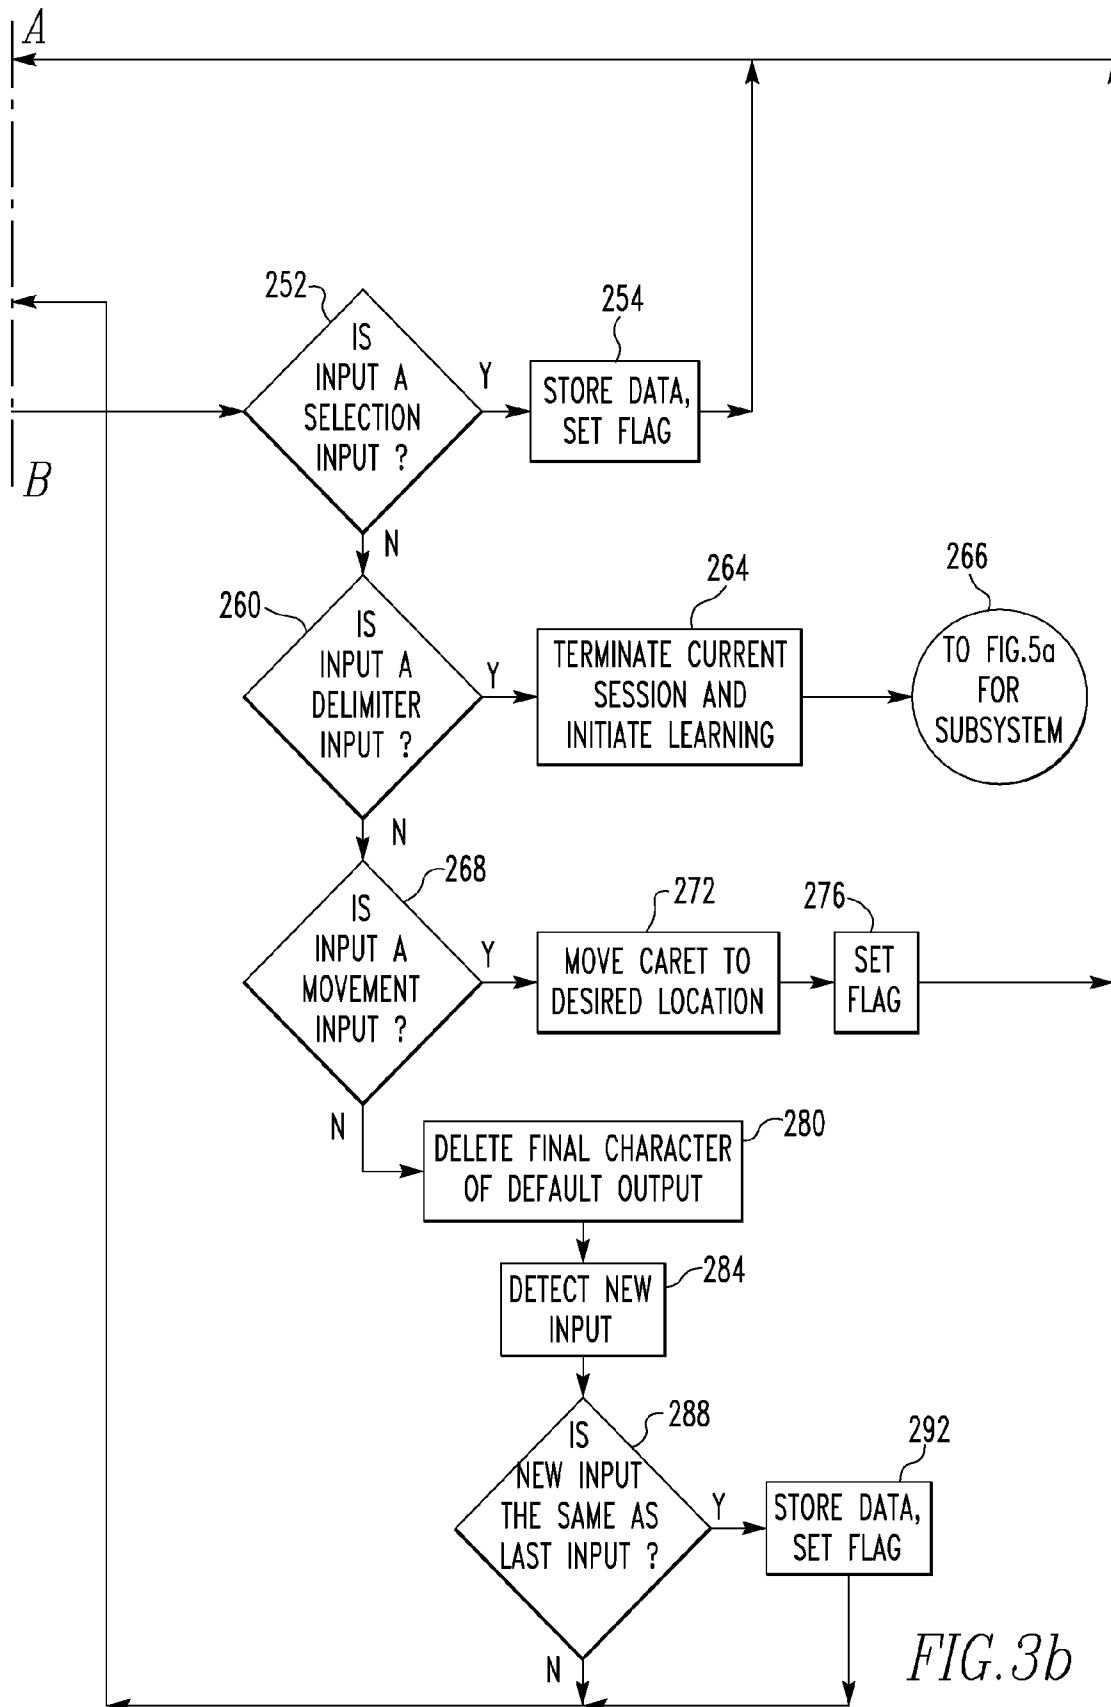 A
252
IS
INPUT A
SELECTION
INPUT ?
Y
254
STORE DATA,
SET FLAG
B
N
260
IS
INPUT A
DELIMITER
INPUT ?
Y
264
TERMINATE CURRENT
SESSION AND
INITIATE LEARNING
266
TO FIG.5a
FOR
SUBSYSTEM
N
268
IS
INPUT A
MOVEMENT
INPUT ?
Y
272
MOVE CARET TO
DESIRED LOCATION
276
SET
FLAG
N
280
DELETE FINAL CHARACTER
OF DEFAULT OUTPUT
284
DETECT NEW
INPUT
288
IS
NEW INPUT
THE SAME AS
LAST INPUT ?
Y
292
STORE DATA,
SET FLAG
N
FIG.3b